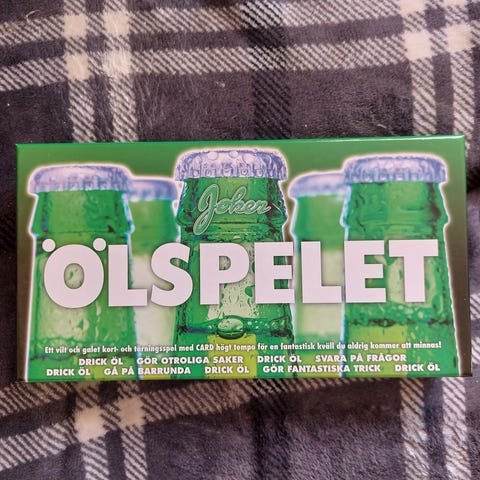 Joker
ÖLSPELET
Ett vilt och galet kort- och tärningsspel med CARD högt tempo för en fantastisk kväll du aldrig kommer att minnas!
DRICK ÖL GÖR OTROLIGA SAKER DRICK ÖL SVARA PÅ FRÅGOR
DRICK ÖL GÅ PÅ BARRUNDA DRICK ÖL GÖR FANTASTISKA TRICK DRICK ÖL